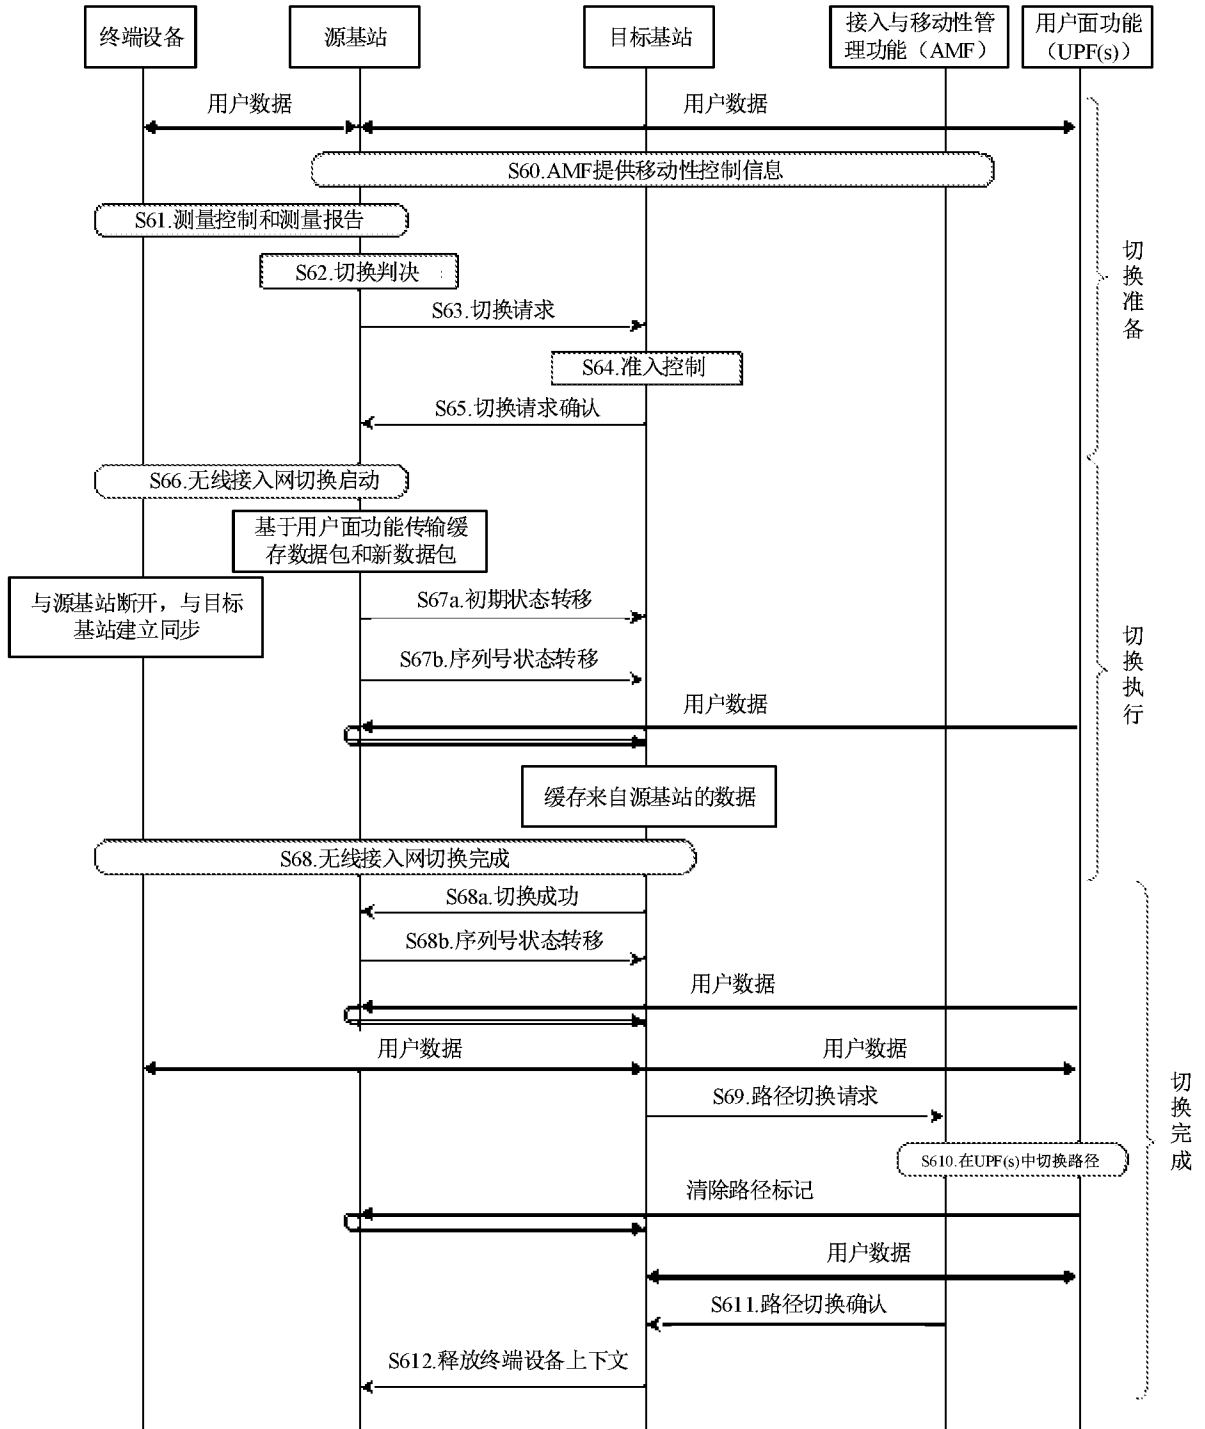 终端设备
源基站
目标基站
接入与移动性管
理功能（AMF）
用户面功能
（UPF(s)）
用户数据
用户数据
S60.AMF提供移动性控制信息
S61.测量控制和测量报告
S62.切换判决
S63.切换请求
S64.准入控制
S65.切换请求确认
切换准备
S66.无线接入网切换启动
基于用户面功能传输缓
存数据包和新数据包
与源基站断开，与目标
基站建立同步
S67a.初期状态转移
S67b.序列号状态转移
用户数据
缓存来自源基站的数据
切换执行
S68.无线接入网切换完成
S68a.切换成功
S68b.序列号状态转移
用户数据
用户数据
用户数据
S69.路径切换请求
S610.在UPF(s)中切换路径
清除路径标记
用户数据
S611.路径切换确认
S612.释放终端设备上下文
切换完成